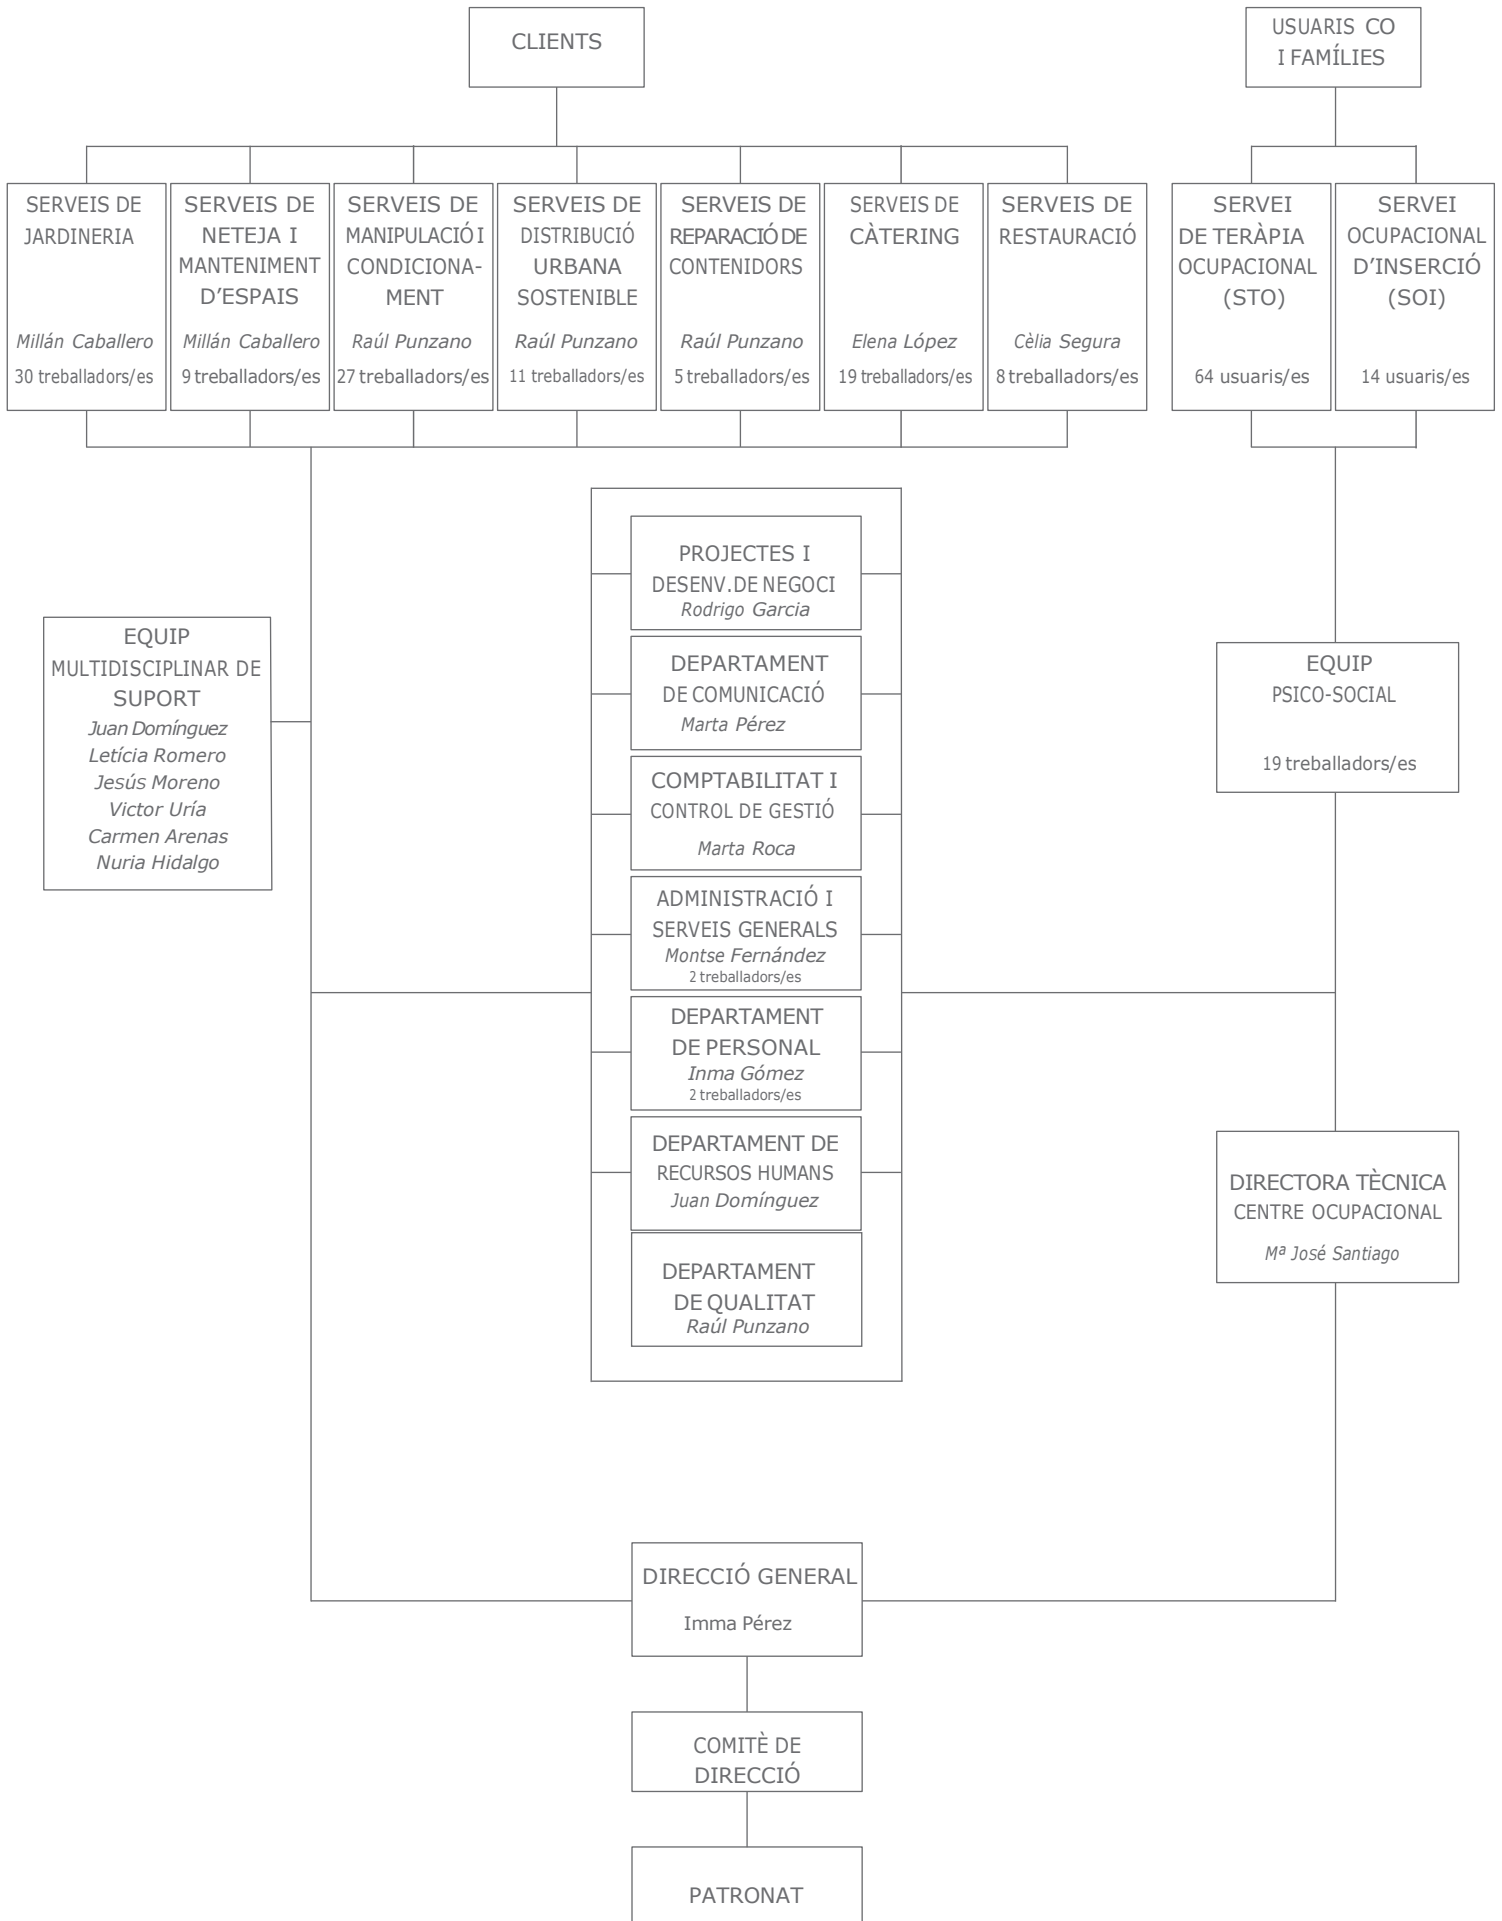 CLIENTS
USUARIS CO
I FAMÍLIES
SERVEIS DE
JARDINERIA
Millán Caballero
30 treballadors/es
SERVEIS DE
NETEJA I
MANTENIMENT
D’ESPAIS
Millán Caballero
9 treballadors/es
SERVEIS DE
MANIPULACIÓ I
CONDICIONA-
MENT
Raúl Punzano
27 treballadors/es
SERVEIS DE
DISTRIBUCIÓ
URBANA
SOSTENIBLE
Raúl Punzano
11 treballadors/es
SERVEIS DE
REPARACIÓ DE
CONTENIDORS
Raúl Punzano
5 treballadors/es
SERVEIS DE
CÀTERING
Elena López
19 treballadors/es
SERVEIS DE
RESTAURACIÓ
Cèlia Segura
8 treballadors/es
SERVEI
DE TERÀPIA
OCUPACIONAL
(STO)
64 usuaris/es
SERVEI
OCUPACIONAL
D’INSERCIÓ
(SOI)
14 usuaris/es
EQUIP
MULTIDISCIPLINAR DE
SUPORT
Juan Domínguez
Letícia Romero
Jesús Moreno
Victor Uría
Carmen Arenas
Nuria Hidalgo
PROJECTES I
DESENV.DE NEGOCI
Rodrigo Garcia
DEPARTAMENT
DE COMUNICACIÓ
Marta Pérez
COMPTABILITAT I
CONTROL DE GESTIÓ
Marta Roca
ADMINISTRACIÓ I
SERVEIS GENERALS
Montse Fernández
2 treballadors/es
DEPARTAMENT
DE PERSONAL
Inma Gómez
2 treballadors/es
DEPARTAMENT DE
RECURSOS HUMANS
Juan Domínguez
DEPARTAMENT
DE QUALITAT
Raúl Punzano
EQUIP
PSICO-SOCIAL
19 treballadors/es
DIRECTORA TÈCNICA
CENTRE OCUPACIONAL
Mª José Santiago
DIRECCIÓ GENERAL
Imma Pérez
COMITÈ DE
DIRECCIÓ
PATRONAT